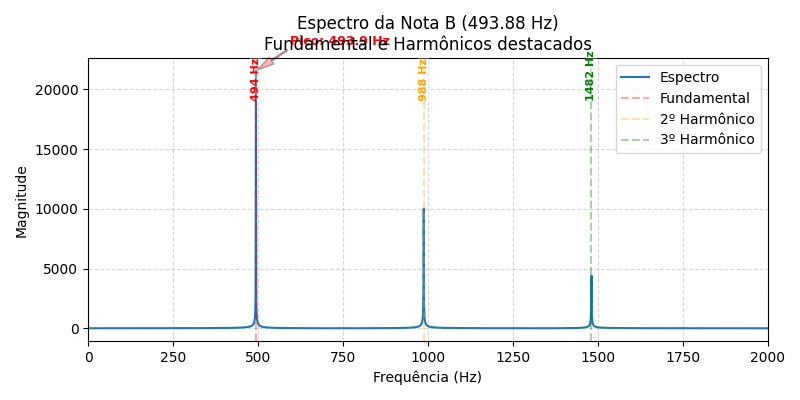 Espectro da Nota B (493.88 Hz)
Fundamental e Harmônicos destacados
Pico: 493.9 Hz
494 Hz
988 Hz
1482 Hz
Espectro
Fundamental
2º Harmônico
3º Harmônico
Magnitude
20000
15000
10000
5000
0
0 250 500 750 1000 1250 1500 1750 2000
Frequência (Hz)